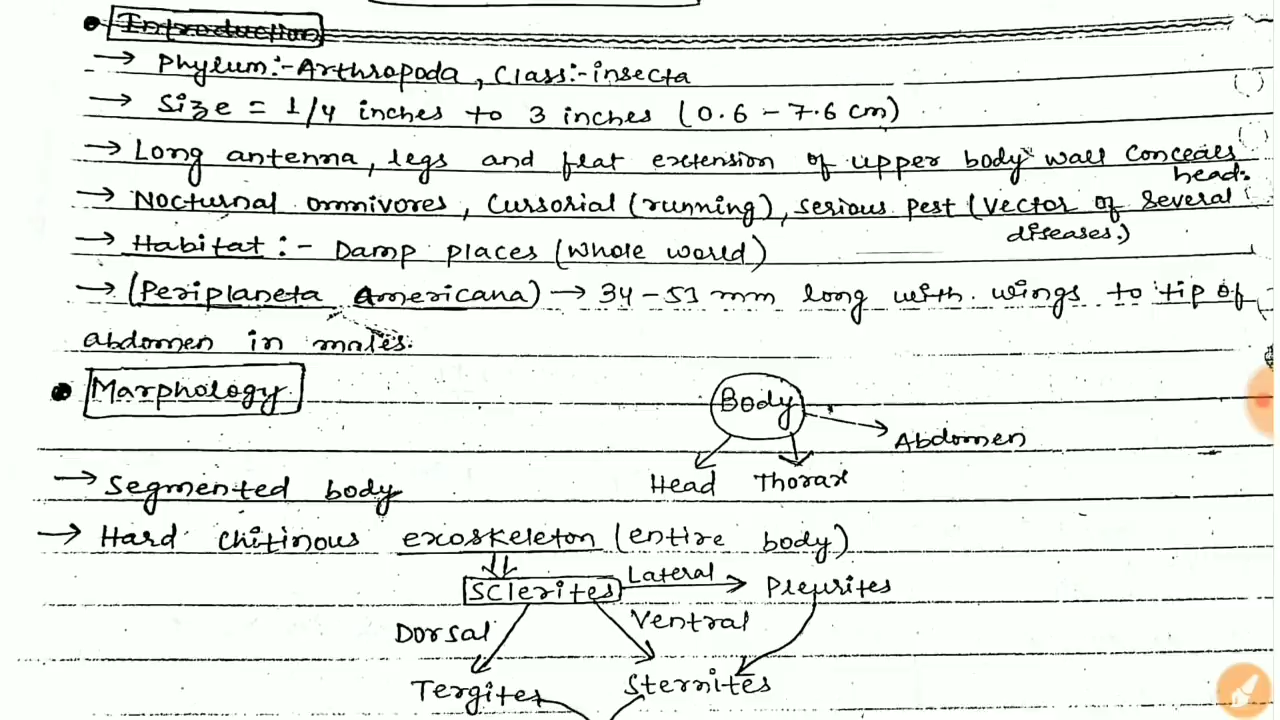 Introduction
→ Phylum:-Arthropoda, Class:-insecta
→ Size = 1/4 inches to 3 inches (0.6 - 7.6 cm)
→ Long antenna, legs and flat extension of upper body wall conceals head.
→ Nocturnal omnivores, Cursorial (running), serious pest (vector of several diseases.)
→ Habitat :- Damp places (whole world)
→ (Periplaneta Americana) → 34-53 mm long with wings to tip of
abdomen in males.
Marphology
Body
Abdomen
Head Thorax
→ Segmented body
→ Hard chitinous exoskeleton (entire body)
Sclerites Lateral Pleurites
Dorsal Ventral
Tergites Sternites